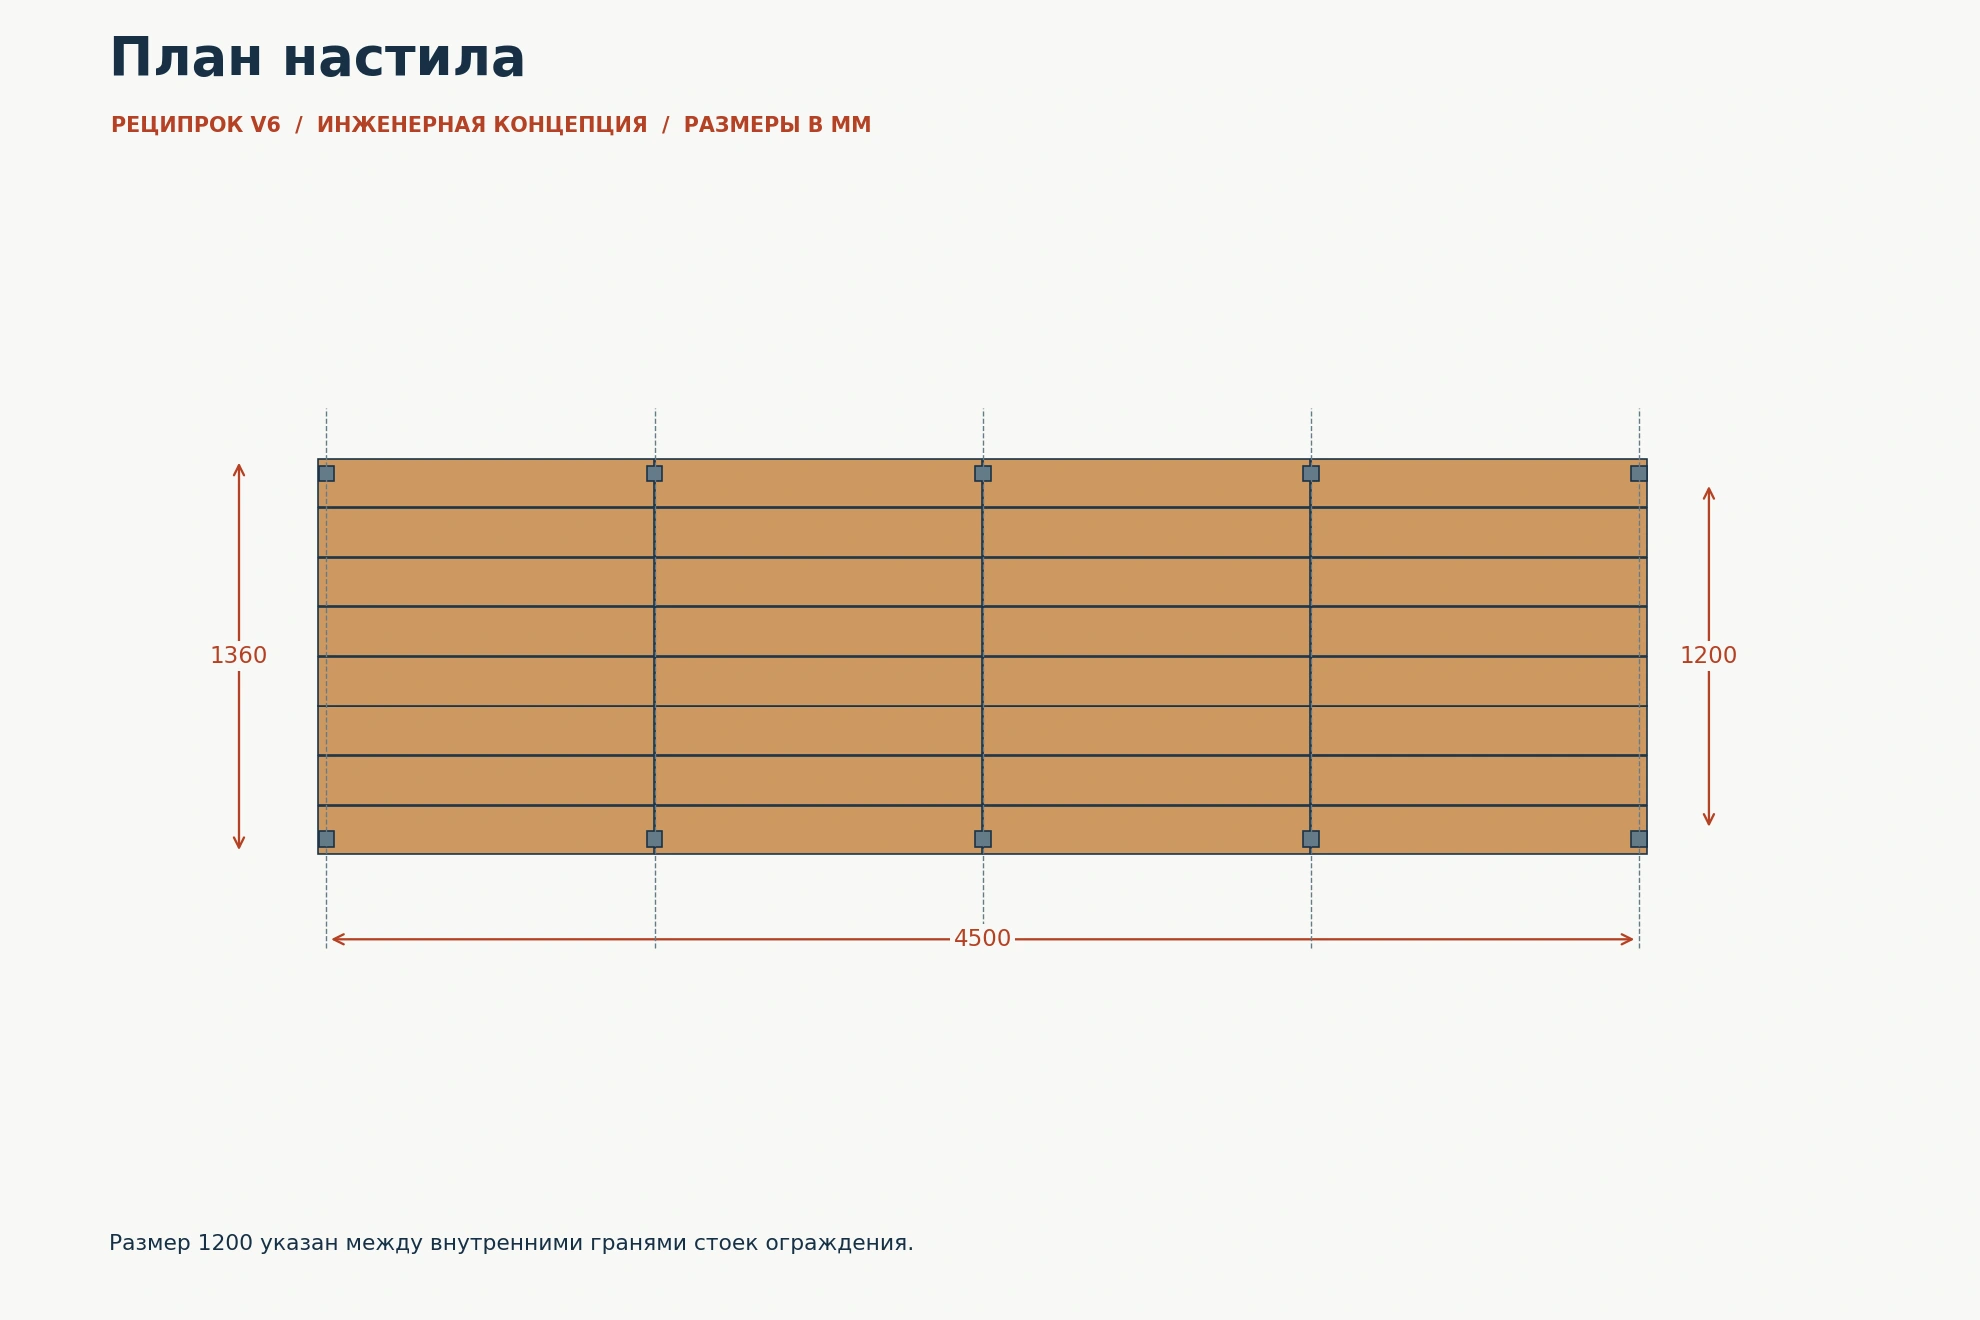 План настила
РЕЦИПРОК V6 / ИНЖЕНЕРНАЯ КОНЦЕПЦИЯ / РАЗМЕРЫ В ММ
1360
1200
4500
Размер 1200 указан между внутренними гранями стоек ограждения.